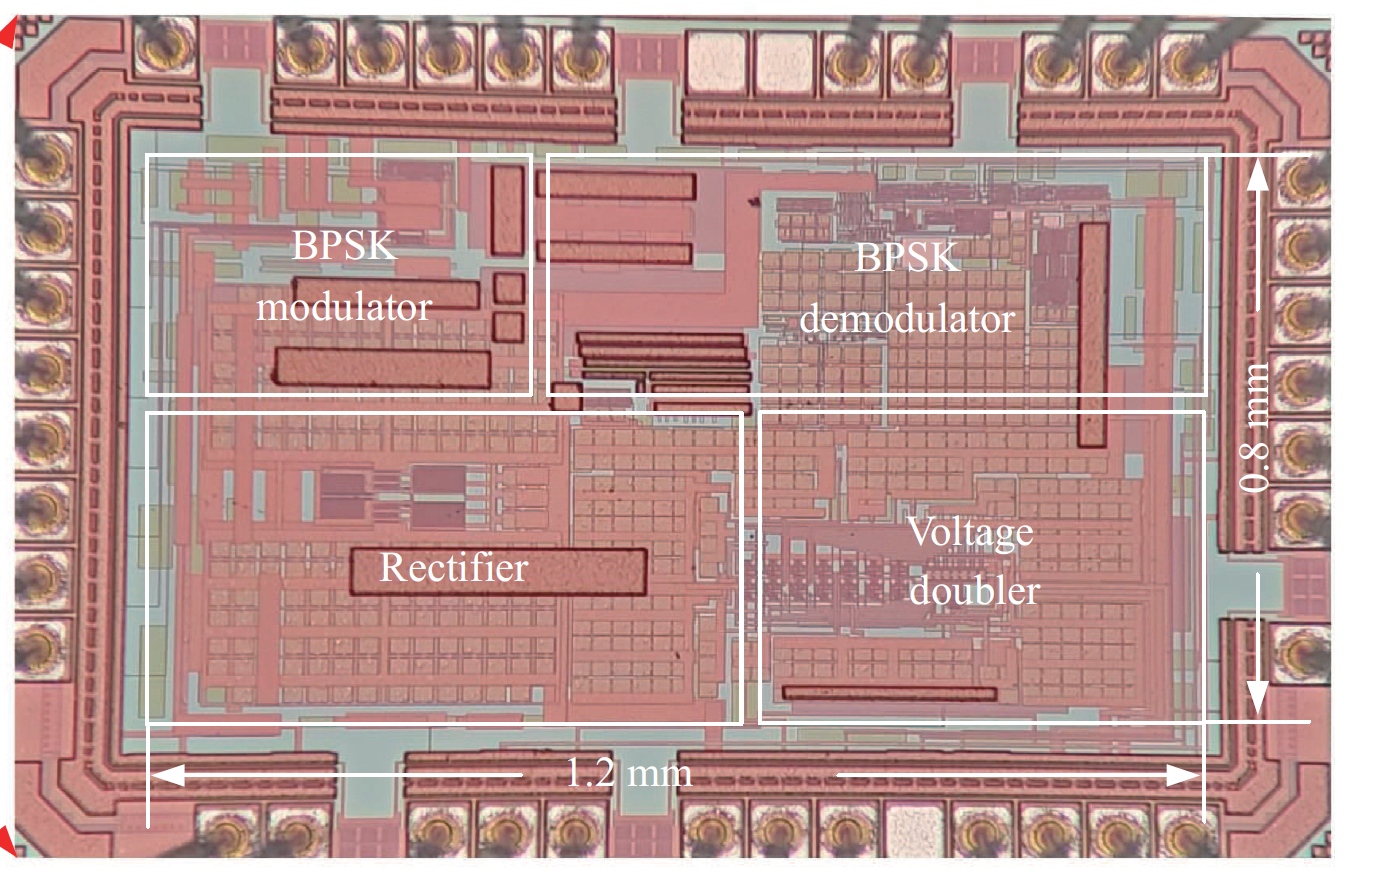 BPSK
modulator
BPSK
demodulator
0.8 mm
Rectifier
Voltage
doubler
1.2 mm